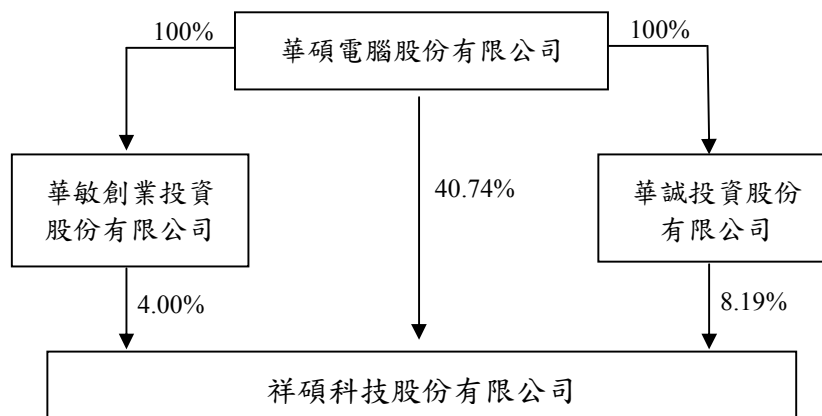 100%
華碩電腦股份有限公司
100%
華敏創業投資
股份有限公司
40.74%
華誠投資股份
有限公司
4.00%
8.19%
祥碩科技股份有限公司